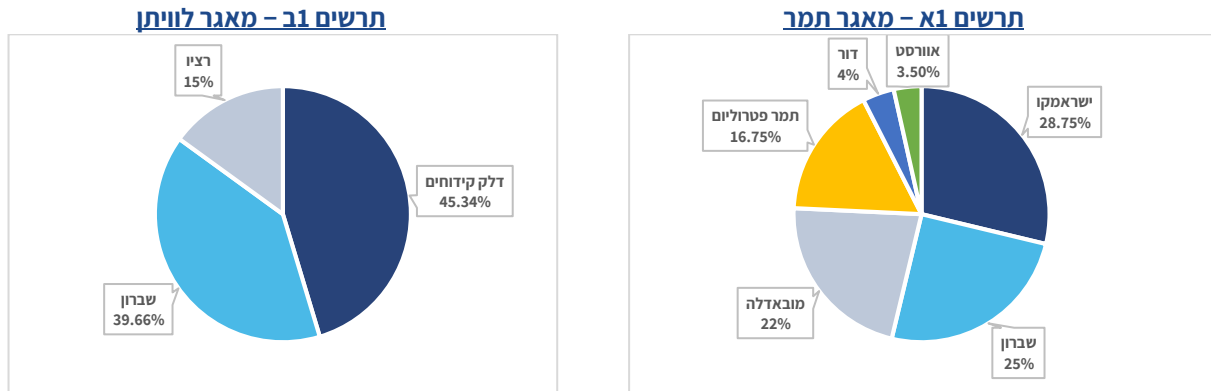 תרשים 1א – מאגר תמר
אוורסט
3.50%
דור
4%
ישראמקו
28.75%
תמר פטרוליום
16.75%
מובאדלה
22%
שברון
25%
תרשים 1ב – מאגר לוויתן
רציו
15%
דלק קידוחים
45.34%
שברון
39.66%